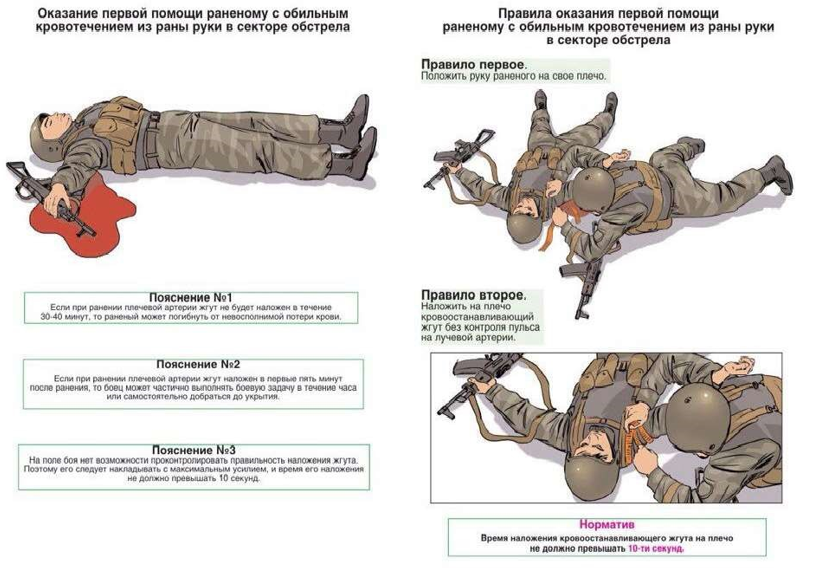 Оказание первой помощи раненому с обильным
кровотечением из раны руки в секторе обстрела
Пояснение №1
Если при ранении плечевой артерии жгут не будет наложен в течение
30-40 минут, то раненый может погибнуть от невосполнимой потери крови.
Пояснение №2
Если при ранении плечевой артерии жгут наложен в первые пять минут
после ранения, то боец может частично выполнять боевую задачу в течение часа
или самостоятельно добраться до укрытия.
Пояснение №3
На поле боя нет возможности проконтролировать правильность наложения жгута.
Поэтому его следует накладывать с максимальным усилием, и время его наложения
не должно превышать 10 секунд.
Правила оказания первой помощи
раненому с обильным кровотечением из раны руки
в секторе обстрела
Правило первое.
Положить руку раненого на свое плечо.
Правило второе.
Наложить на плечо
кровоостанавливающий
жгут без контроля пульса
на лучевой артерии.
Норматив
Время наложения кровоостанавливающего жгута на плечо
не должно превышать 10-ти секунд.